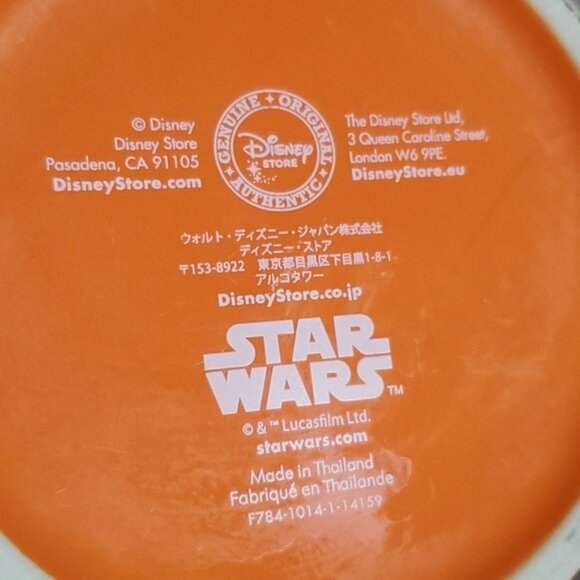 © Disney
Disney Store
Pasadena, CA 91105
DisneyStore.com
GENUINE • ORIGINAL • AUTHENTIC
Disney
STORE
The Disney Store Ltd,
3 Queen Caroline Street,
London W6 9PE.
DisneyStore.eu
ウォルト・ディズニー・ジャパン株式会社
ディズニー・ストア
〒153-8922 東京都目黒区下目黒1-8-1
アルコタワー
DisneyStore.co.jp
STAR
WARS™
© & ™ Lucasfilm Ltd.
starwars.com
Made in Thailand
Fabriqué en Thaïlande
F784-1014-1-14159